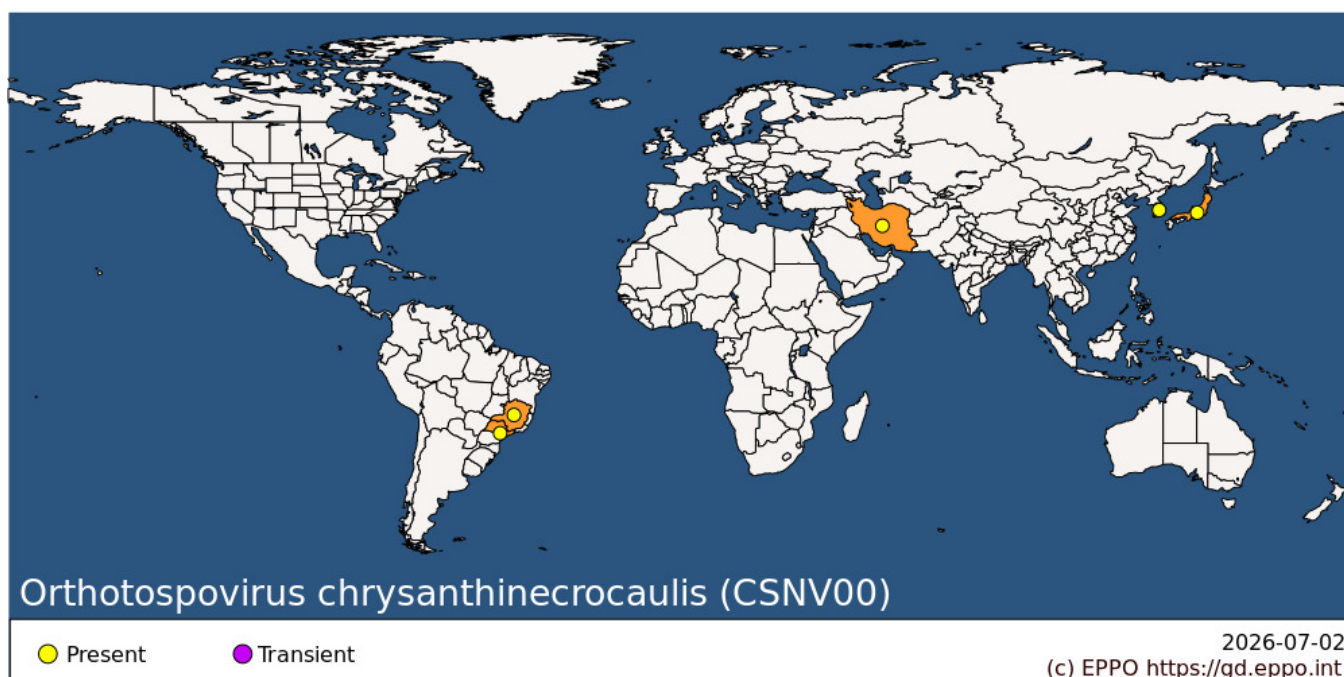 Orthotospovirus chrysanthinecrocaulis (CSNV00)
Present
Transient
2026-07-02
(c) EPPO https://gd.eppo.int